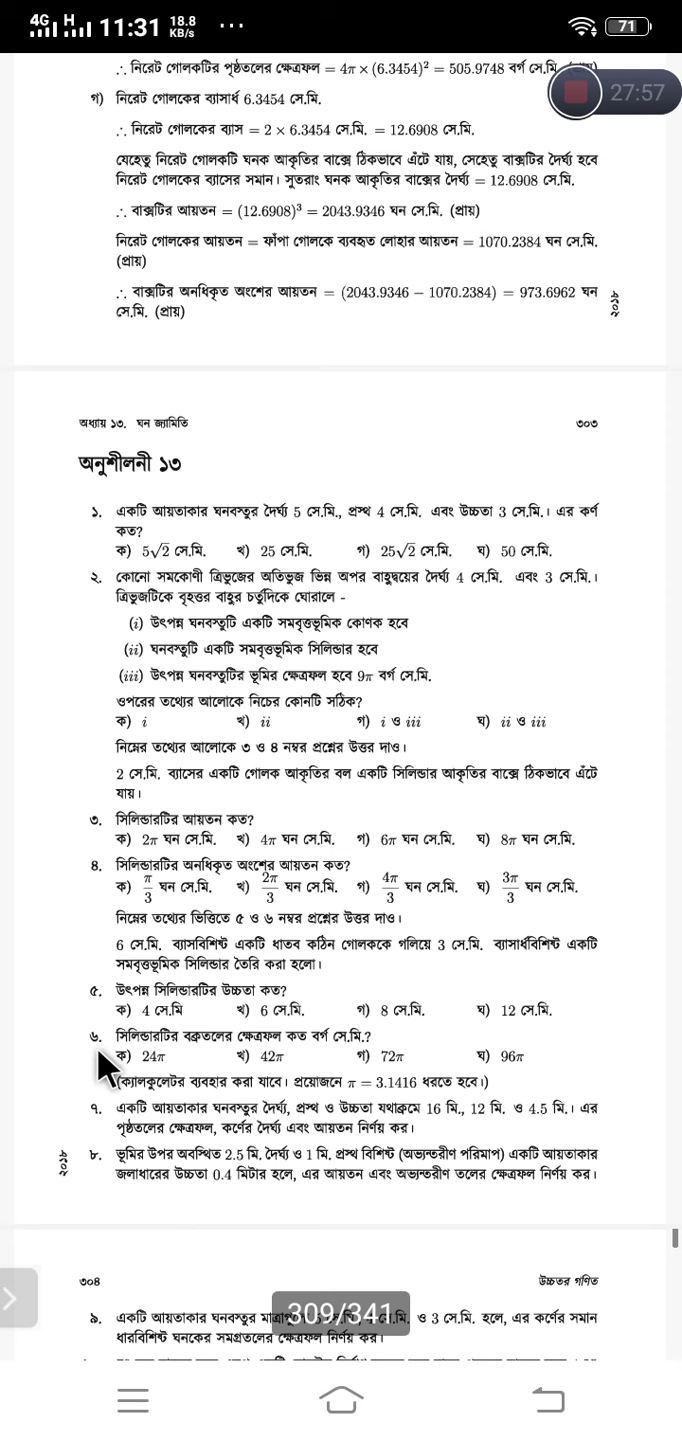 4G H 11:31 18.8 KB/s ... 71
∴ নিরেট গোলকটির পৃষ্ঠতলের ক্ষেত্রফল = 4π × (6.3454)² = 505.9748 বর্গ সে.মি.
27:57
গ) নিরেট গোলকের ব্যাসার্ধ 6.3454 সে.মি.
∴ নিরেট গোলকের ব্যাস = 2 × 6.3454 সে.মি. = 12.6908 সে.মি.
যেহেতু নিরেট গোলকটি ঘনক আকৃতির বাক্সে ঠিকভাবে এঁটে যায়, সেহেতু বাক্সটির দৈর্ঘ্য হবে
নিরেট গোলকের ব্যাসের সমান। সুতরাং ঘনক আকৃতির বাক্সের দৈর্ঘ্য = 12.6908 সে.মি.
∴ বাক্সটির আয়তন = (12.6908)³ = 2043.9346 ঘন সে.মি. (প্রায়)
নিরেট গোলকের আয়তন = ফাঁপা গোলকে ব্যবহৃত লোহার আয়তন = 1070.2384 ঘন সে.মি.
(প্রায়)
∴ বাক্সটির অনধিকৃত অংশের আয়তন = (2043.9346 − 1070.2384) = 973.6962 ঘন
সে.মি. (প্রায়)
২০১৮
অধ্যায় ১৩. ঘন জ্যামিতি ৩০৩
অনুশীলনী ১৩
১. একটি আয়তাকার ঘনবস্তুর দৈর্ঘ্য 5 সে.মি., প্রস্থ 4 সে.মি. এবং উচ্চতা 3 সে.মি.। এর কর্ণ
কত?
ক) 5√2 সে.মি. খ) 25 সে.মি. গ) 25√2 সে.মি. ঘ) 50 সে.মি.
২. কোনো সমকোণী ত্রিভুজের অতিভুজ ভিন্ন অপর বাহুদ্বয়ের দৈর্ঘ্য 4 সে.মি. এবং 3 সে.মি.।
ত্রিভুজটিকে বৃহত্তর বাহুর চর্তুদিকে ঘোরালে -
(i) উৎপন্ন ঘনবস্তুটি একটি সমবৃত্তভূমিক কোণক হবে
(ii) ঘনবস্তুটি একটি সমবৃত্তভূমিক সিলিন্ডার হবে
(iii) উৎপন্ন ঘনবস্তুটির ভূমির ক্ষেত্রফল হবে 9π বর্গ সে.মি.
ওপরের তথ্যের আলোকে নিচের কোনটি সঠিক?
ক) i খ) ii গ) i ও iii ঘ) ii ও iii
নিম্নের তথ্যের আলোকে ৩ ও ৪ নম্বর প্রশ্নের উত্তর দাও।
2 সে.মি. ব্যাসের একটি গোলক আকৃতির বল একটি সিলিন্ডার আকৃতির বাক্সে ঠিকভাবে এঁটে
যায়।
৩. সিলিন্ডারটির আয়তন কত?
ক) 2π ঘন সে.মি. খ) 4π ঘন সে.মি. গ) 6π ঘন সে.মি. ঘ) 8π ঘন সে.মি.
৪. সিলিন্ডারটির অনধিকৃত অংশের আয়তন কত?
ক) π/3 ঘন সে.মি. খ) 2π/3 ঘন সে.মি. গ) 4π/3 ঘন সে.মি. ঘ) 3π/3 ঘন সে.মি.
নিম্নের তথ্যের ভিত্তিতে ৫ ও ৬ নম্বর প্রশ্নের উত্তর দাও।
6 সে.মি. ব্যাসবিশিষ্ট একটি ধাতব কঠিন গোলককে গলিয়ে 3 সে.মি. ব্যাসার্ধবিশিষ্ট একটি
সমবৃত্তভূমিক সিলিন্ডার তৈরি করা হলো।
৫. উৎপন্ন সিলিন্ডারটির উচ্চতা কত?
ক) 4 সে.মি খ) 6 সে.মি. গ) 8 সে.মি. ঘ) 12 সে.মি.
৬. সিলিন্ডারটির বক্রতলের ক্ষেত্রফল কত বর্গ সে.মি.?
ক) 24π খ) 42π গ) 72π ঘ) 96π
(ক্যালকুলেটর ব্যবহার করা যাবে। প্রয়োজনে π = 3.1416 ধরতে হবে।)
৭. একটি আয়তাকার ঘনবস্তুর দৈর্ঘ্য, প্রস্থ ও উচ্চতা যথাক্রমে 16 মি., 12 মি. ও 4.5 মি.। এর
পৃষ্ঠতলের ক্ষেত্রফল, কর্ণের দৈর্ঘ্য এবং আয়তন নির্ণয় কর।
৮. ভূমির উপর অবস্থিত 2.5 মি. দৈর্ঘ্য ও 1 মি. প্রস্থ বিশিষ্ট (অভ্যন্তরীণ পরিমাপ) একটি আয়তাকার
জলাধারের উচ্চতা 0.4 মিটার হলে, এর আয়তন এবং অভ্যন্তরীণ তলের ক্ষেত্রফল নির্ণয় কর।
২০১৮
৩০৪ উচ্চতর গণিত
309/341
৯. একটি আয়তাকার ঘনবস্তুর সে.মি. ও 3 সে.মি. হলে, এর কর্ণের সমান
ধারবিশিষ্ট ঘনকের সমগ্রতলের ক্ষেত্রফল নির্ণয় কর।